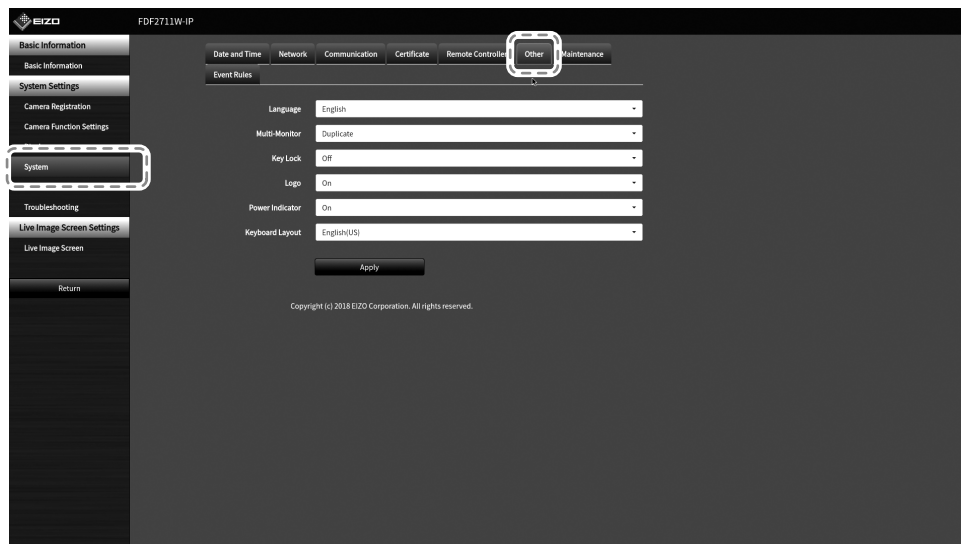 EIZO
FDF2711W-IP
Basic Information
Basic Information
System Settings
Camera Registration
Camera Function Settings
System
Troubleshooting
Live Image Screen Settings
Live Image Screen
Return
Date and Time Network Communication Certificate Remote Controller Other Maintenance
Event Rules
Language English
Multi-Monitor Duplicate
Key Lock Off
Logo On
Power Indicator On
Keyboard Layout English(US)
Apply
Copyright (c) 2018 EIZO Corporation. All rights reserved.